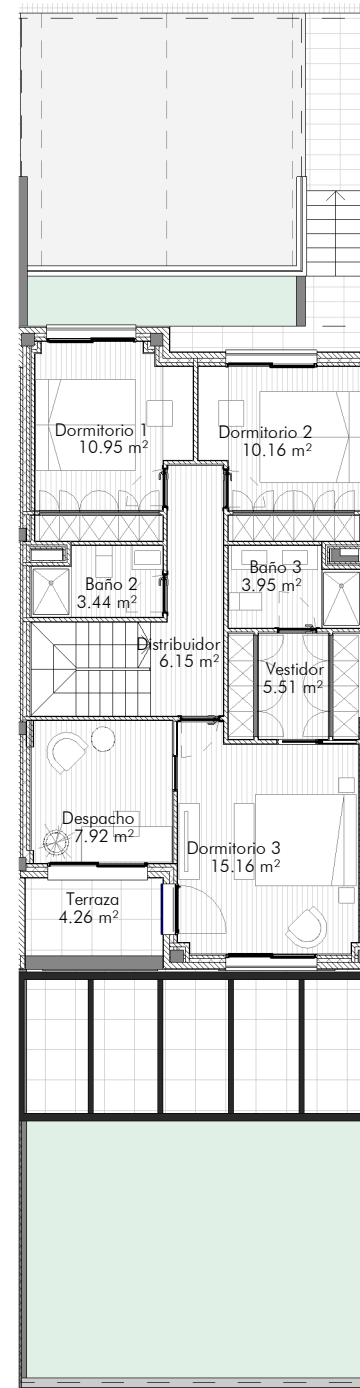 Dormitorio 1
10.95 m²
Dormitorio 2
10.16 m²
Baño 2
3.44 m²
Baño 3
3.95 m²
Distribuidor
6.15 m²
Vestidor
5.51 m²
Despacho
7.92 m²
Dormitorio 3
15.16 m²
Terraza
4.26 m²